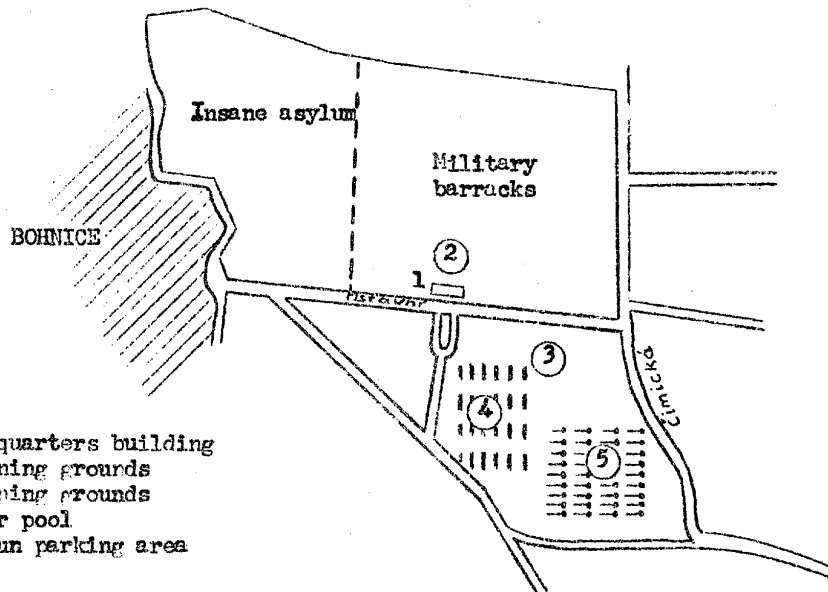 Insane asylum
Military
barracks
BOHNICE
2
1
3
Čimická
4
5
quarters building
ning grounds
ning grounds
r pool
un parking area